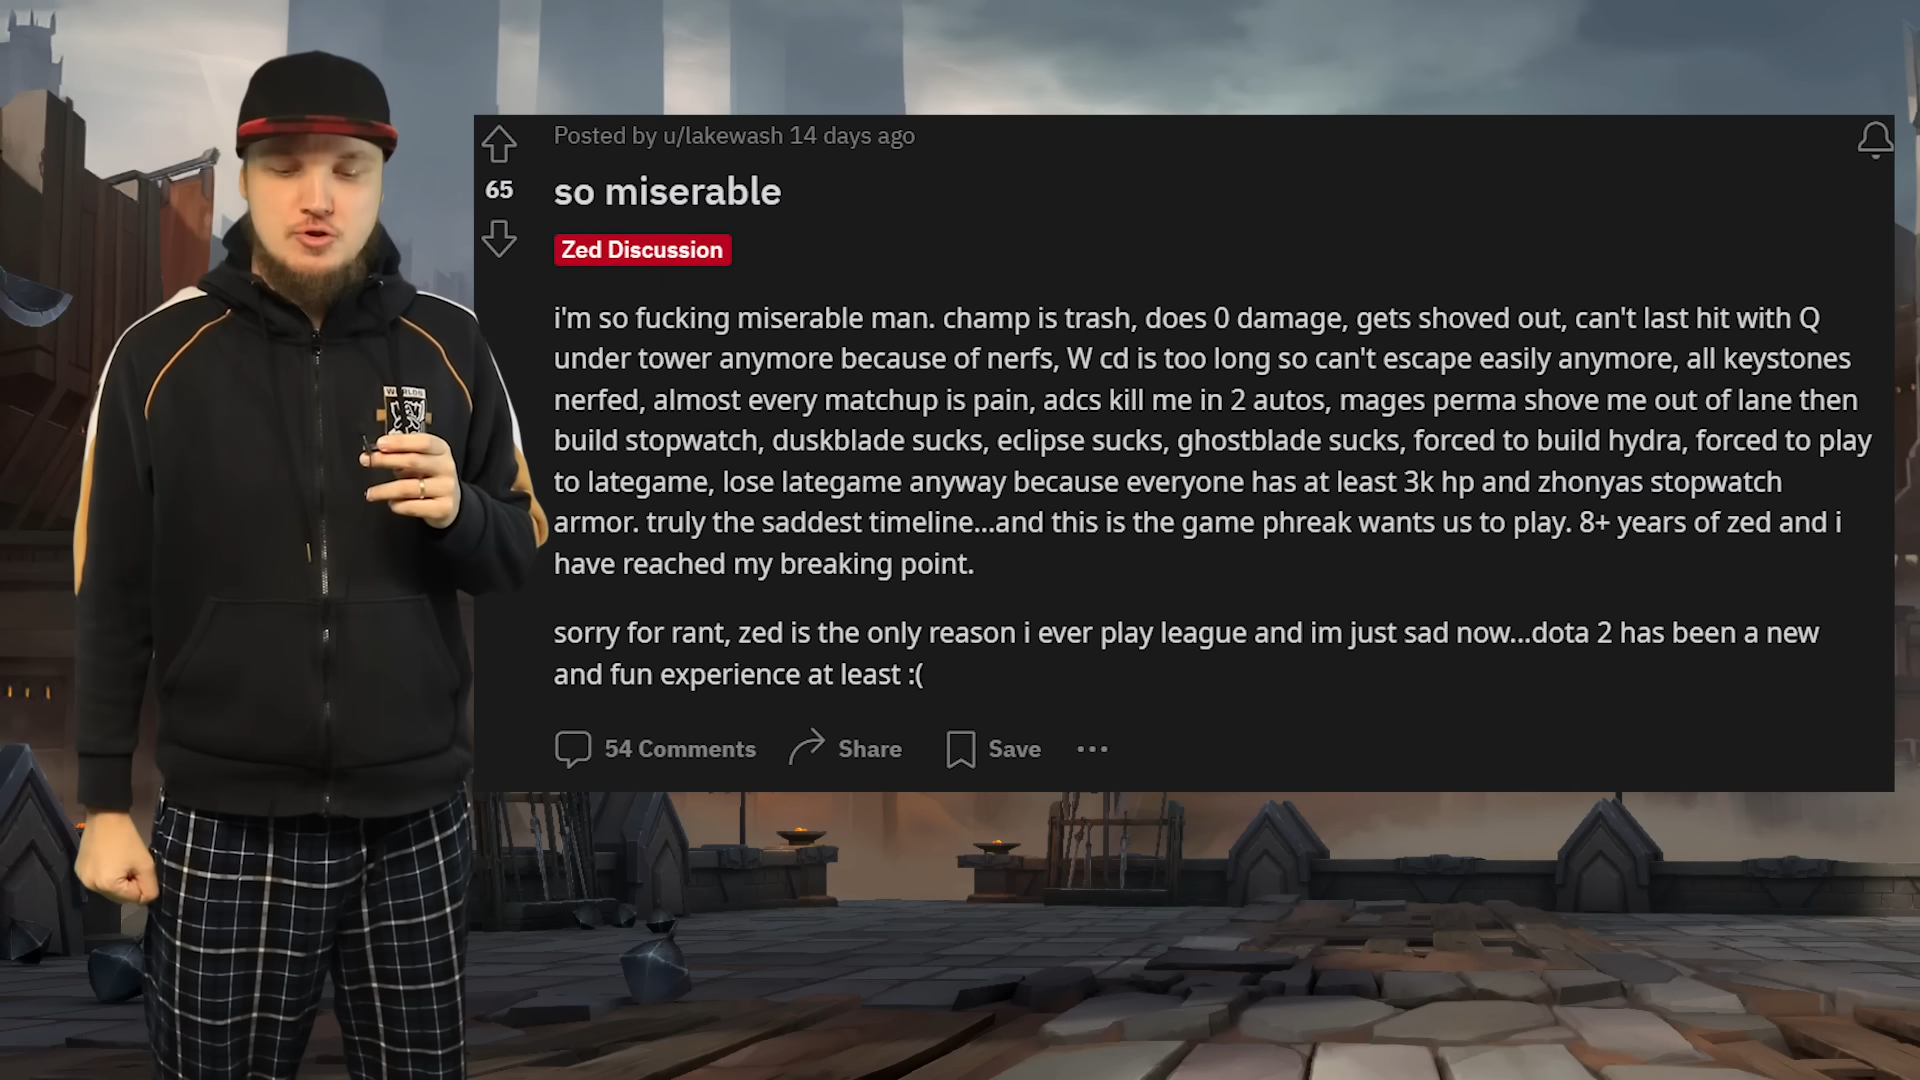 Posted by u/lakewash 14 days ago
65
so miserable
Zed Discussion
i'm so fucking miserable man. champ is trash, does 0 damage, gets shoved out, can't last hit with Q
under tower anymore because of nerfs, W cd is too long so can't escape easily anymore, all keystones
nerfed, almost every matchup is pain, adcs kill me in 2 autos, mages perma shove me out of lane then
build stopwatch, duskblade sucks, eclipse sucks, ghostblade sucks, forced to build hydra, forced to play
to lategame, lose lategame anyway because everyone has at least 3k hp and zhonyas stopwatch
armor. truly the saddest timeline...and this is the game phreak wants us to play. 8+ years of zed and i
have reached my breaking point.
sorry for rant, zed is the only reason i ever play league and im just sad now...dota 2 has been a new
and fun experience at least :(
54 Comments Share Save
WORLDS